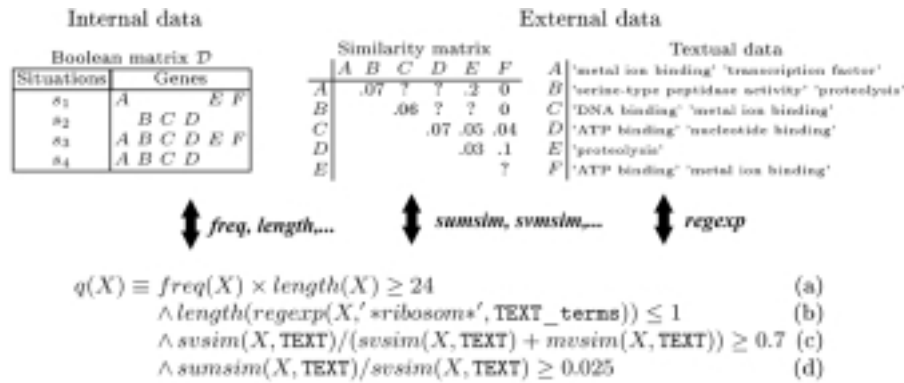 Internal data
External data
Boolean matrix D
Situations Genes
s1 A E F
s2 B C D
s3 A B C D E F
s4 A B C D
Similarity matrix
A B C D E F
A .07 ? ? .2 0
B .06 ? ? 0
C .07 .05 .04
D .03 .1
E ?
Textual data
A 'metal ion binding' 'transcription factor'
B 'serine-type peptidase activity' 'proteolysis'
C 'DNA binding' 'metal ion binding'
D 'ATP binding' 'nucleotide binding'
E 'proteolysis'
F 'ATP binding' 'metal ion binding'
freq, length,...
sumsim, svmsim,...
regexp
q(X) ≡ freq(X) × length(X) ≥ 24 (a)
∧ length(regexp(X,' *ribosom*', TEXT_terms)) ≤ 1 (b)
∧ svsim(X, TEXT)/(svsim(X, TEXT) + mvsim(X, TEXT)) ≥ 0.7 (c)
∧ sumsim(X, TEXT)/svsim(X, TEXT) ≥ 0.025 (d)